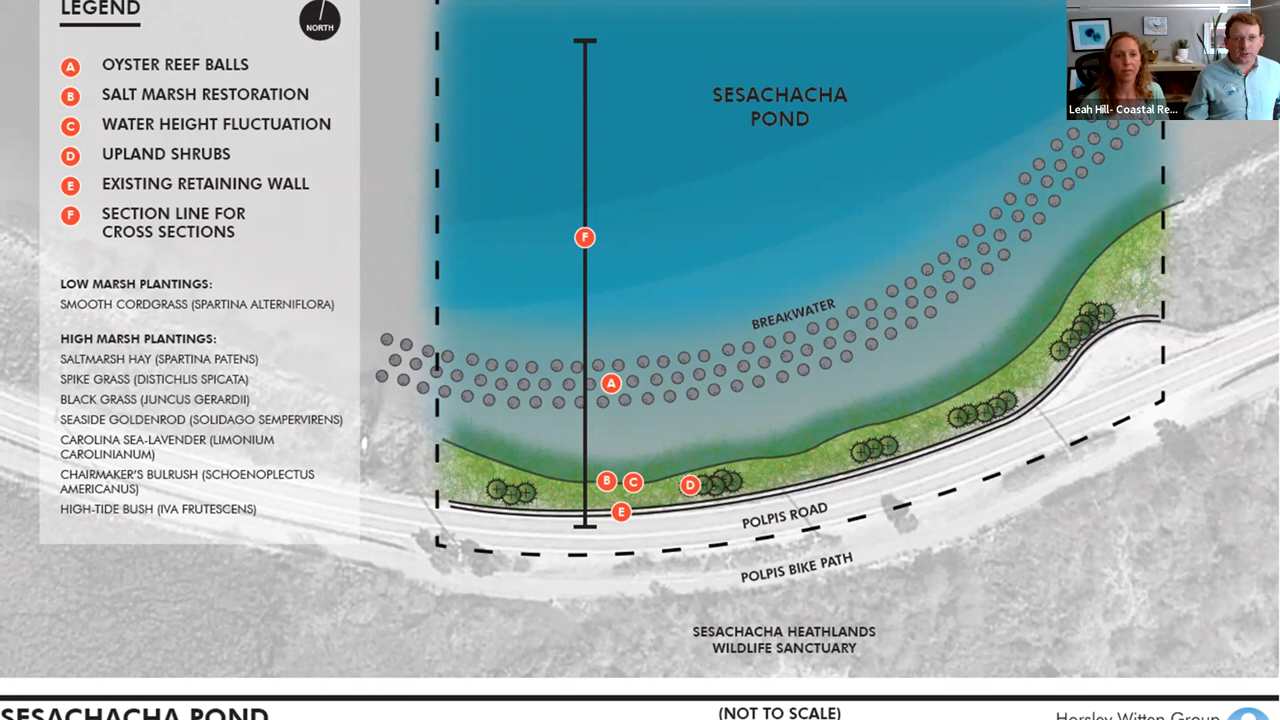 LEGEND
NORTH
A OYSTER REEF BALLS
B SALT MARSH RESTORATION
C WATER HEIGHT FLUCTUATION
D UPLAND SHRUBS
E EXISTING RETAINING WALL
F SECTION LINE FOR
CROSS SECTIONS
LOW MARSH PLANTINGS:
SMOOTH CORDGRASS (SPARTINA ALTERNIFLORA)
HIGH MARSH PLANTINGS:
SALTMARSH HAY (SPARTINA PATENS)
SPIKE GRASS (DISTICHLIS SPICATA)
BLACK GRASS (JUNCUS GERARDII)
SEASIDE GOLDENROD (SOLIDAGO SEMPERVIRENS)
CAROLINA SEA-LAVENDER (LIMONIUM
CAROLINIANUM)
CHAIRMAKER'S BULRUSH (SCHOENOPLECTUS
AMERICANUS)
HIGH-TIDE BUSH (IVA FRUTESCENS)
SESACHACHA
POND
Leah Hill- Coastal Re...
F
BREAKWATER
A
B C D
E
POLPIS ROAD
POLPIS BIKE PATH
SESACHACHA HEATHLANDS
WILDLIFE SANCTUARY
SESACHACHA POND
(NOT TO SCALE)
Horsley Witten Group